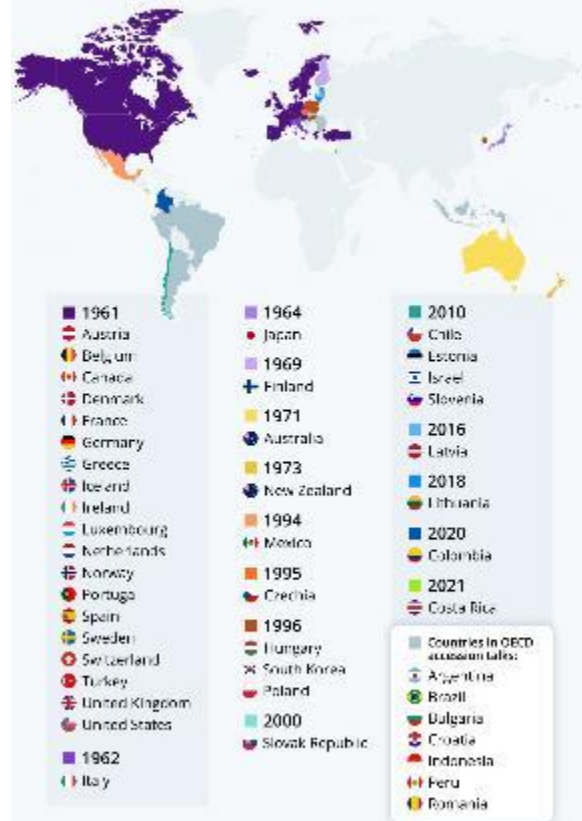 1961
Austria
Belgium
Canada
Denmark
France
Germany
Greece
Iceland
Ireland
Luxembourg
Netherlands
Norway
Portugal
Spain
Sweden
Switzerland
Turkey
United Kingdom
United States
1962
Italy
1964
Japan
1969
Finland
1971
Australia
1973
New Zealand
1994
Mexico
1995
Czechia
1996
Hungary
South Korea
Poland
2000
Slovak Republic
2010
Chile
Estonia
Israel
Slovenia
2016
Latvia
2018
Lithuania
2020
Colombia
2021
Costa Rica
Countries in OECD
accession talks:
Argentina
Brazil
Bulgaria
Croatia
Indonesia
Peru
Romania